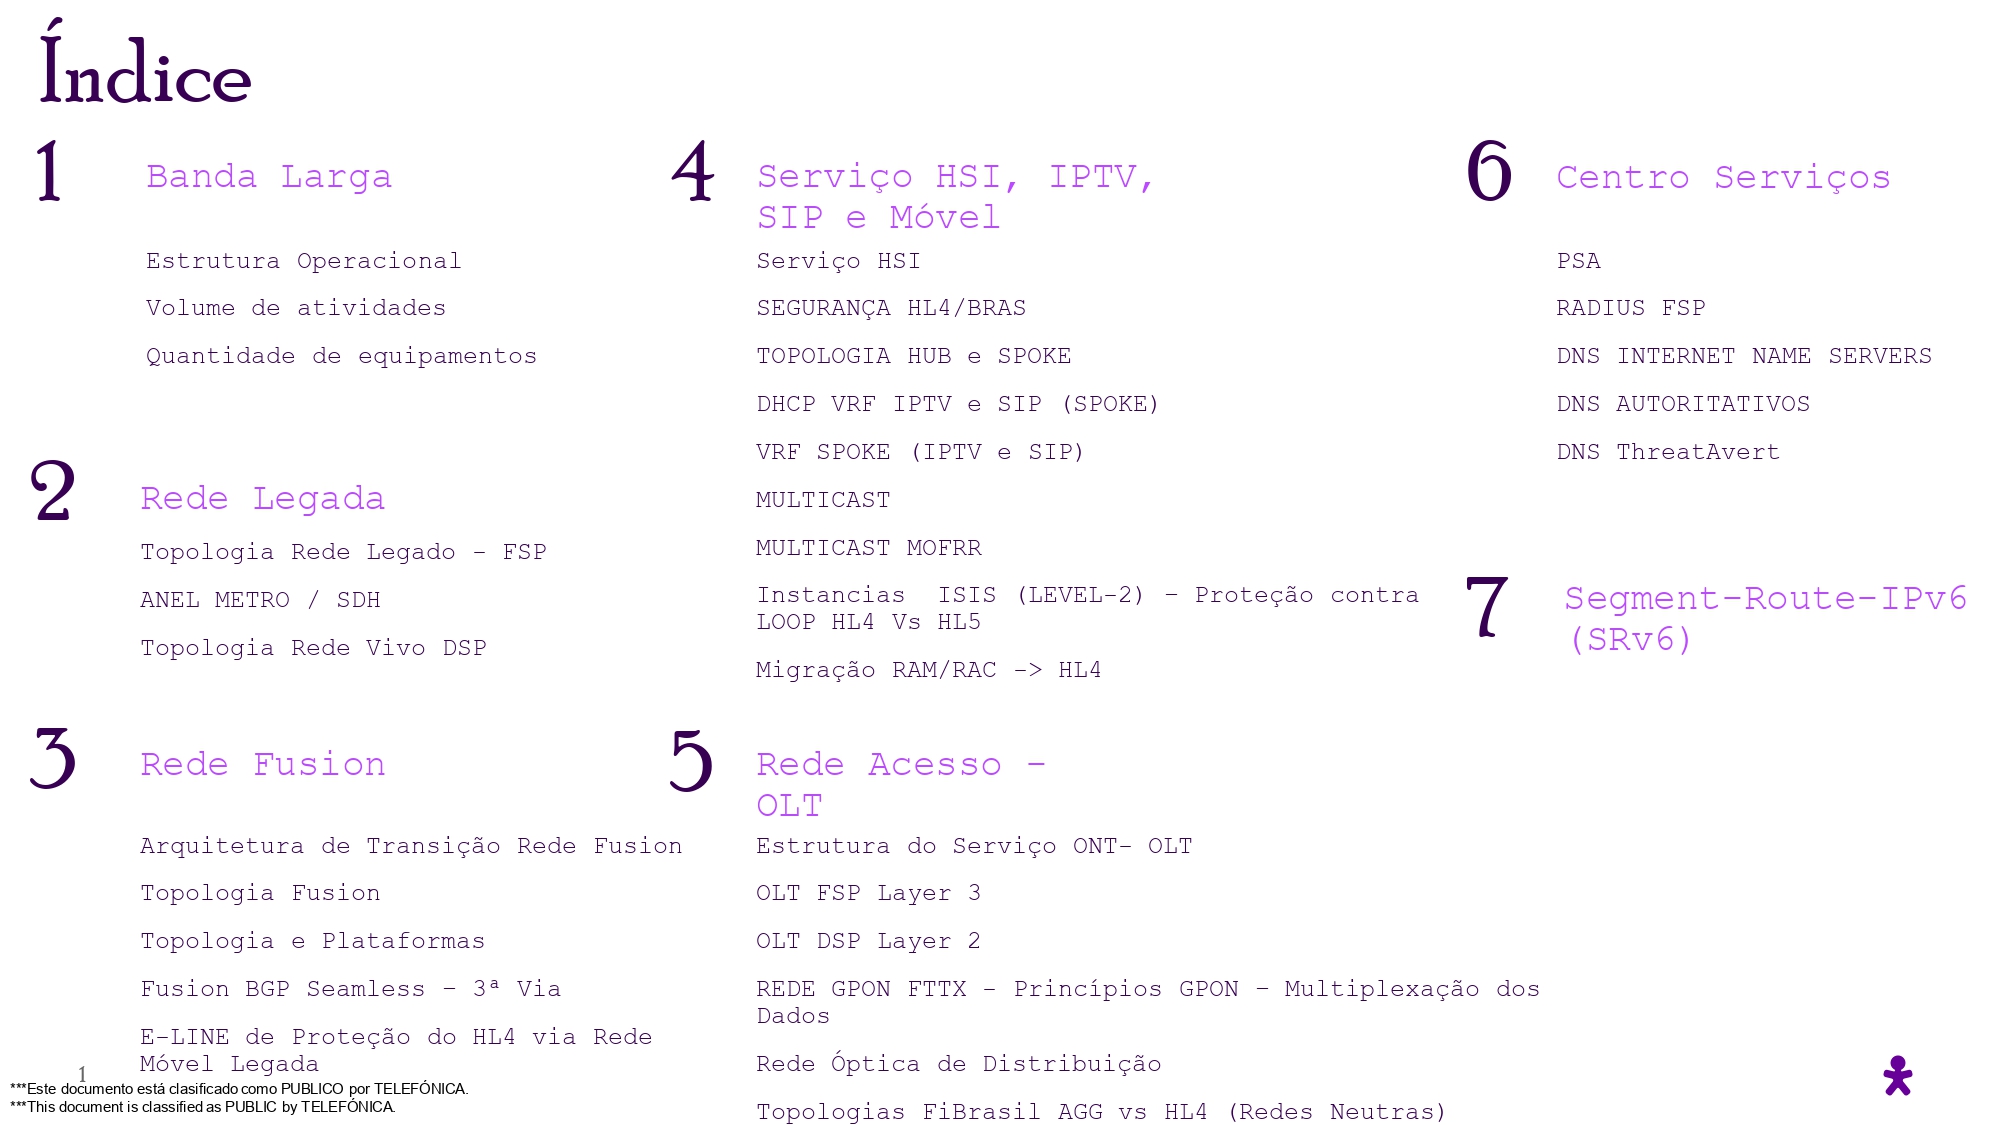 Índice
1
Banda Larga
Estrutura Operacional
Volume de atividades
Quantidade de equipamentos
2
Rede Legada
Topologia Rede Legado - FSP
ANEL METRO / SDH
Topologia Rede Vivo DSP
3
Rede Fusion
Arquitetura de Transição Rede Fusion
Topologia Fusion
Topologia e Plataformas
Fusion BGP Seamless – 3ª Via
E-LINE de Proteção do HL4 via Rede
Móvel Legada
4
Serviço HSI, IPTV,
SIP e Móvel
Serviço HSI
SEGURANÇA HL4/BRAS
TOPOLOGIA HUB e SPOKE
DHCP VRF IPTV e SIP (SPOKE)
VRF SPOKE (IPTV e SIP)
MULTICAST
MULTICAST MOFRR
Instancias  ISIS (LEVEL-2) – Proteção contra
LOOP HL4 Vs HL5
Migração RAM/RAC -> HL4
5
Rede Acesso -
OLT
Estrutura do Serviço ONT- OLT
OLT FSP Layer 3
OLT DSP Layer 2
REDE GPON FTTX - Princípios GPON – Multiplexação dos
Dados
Rede Óptica de Distribuição
Topologias FiBrasil AGG vs HL4 (Redes Neutras)
6
Centro Serviços
PSA
RADIUS FSP
DNS INTERNET NAME SERVERS
DNS AUTORITATIVOS
DNS ThreatAvert
7
Segment-Route-IPv6
(SRv6)
1
***Este documento está clasificado como PUBLICO por TELEFÓNICA.
***This document is classified as PUBLIC by TELEFÓNICA.